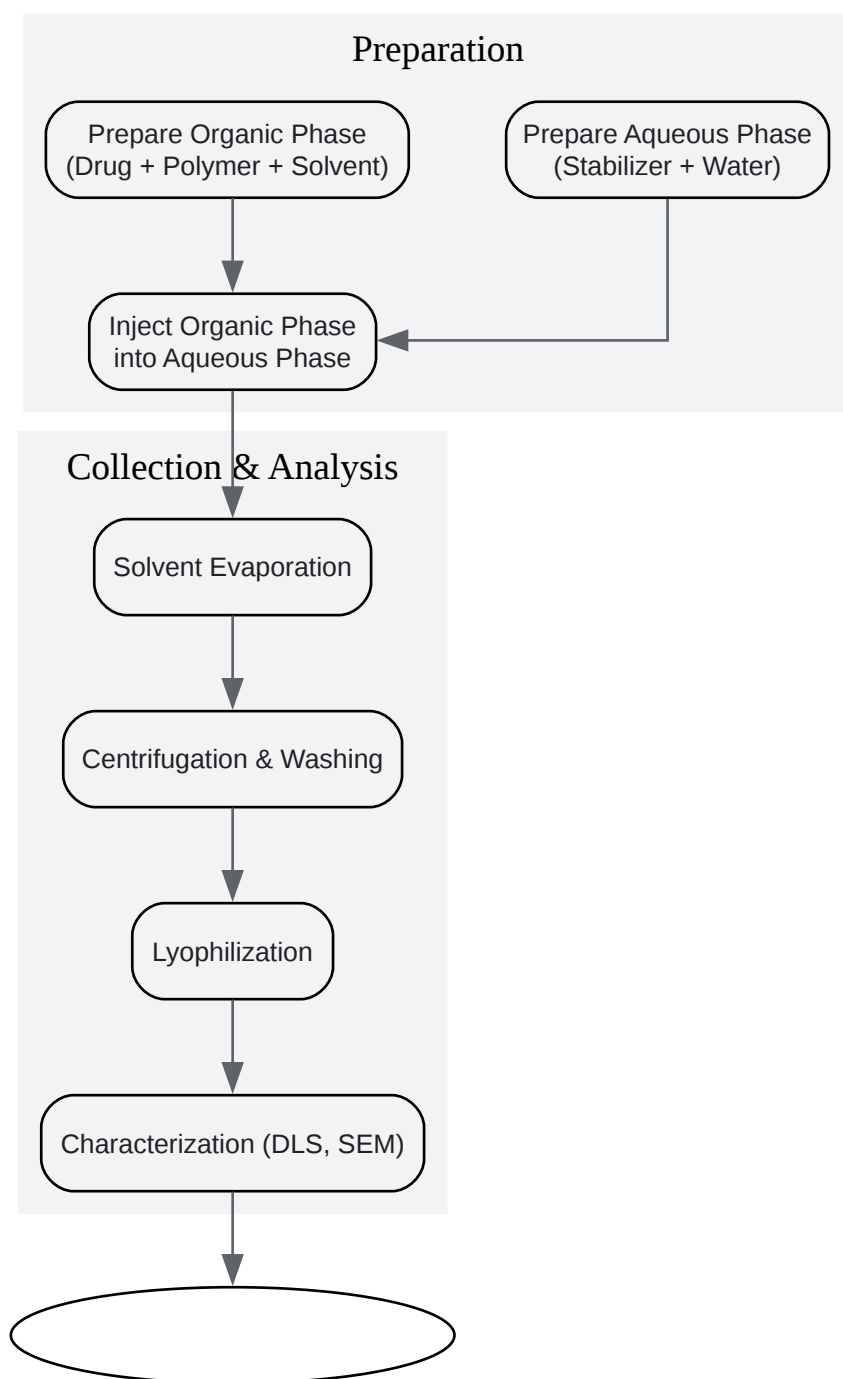 Preparation
Prepare Organic Phase
(Drug + Polymer + Solvent)
Prepare Aqueous Phase
(Stabilizer + Water)
Inject Organic Phase
into Aqueous Phase
Collection & Analysis
Solvent Evaporation
Centrifugation & Washing
Lyophilization
Characterization (DLS, SEM)